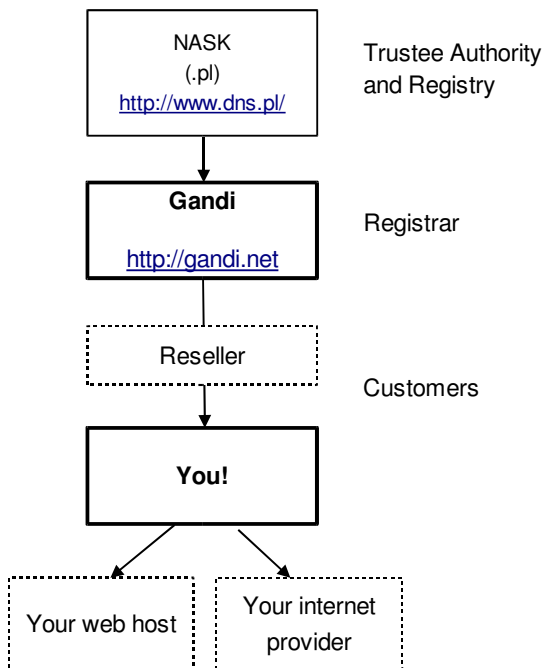 NASK
(.pl)
http://www.dns.pl/
Trustee Authority
and Registry
Gandi
http://gandi.net
Registrar
Reseller
Customers
You!
Your web host
Your internet
provider